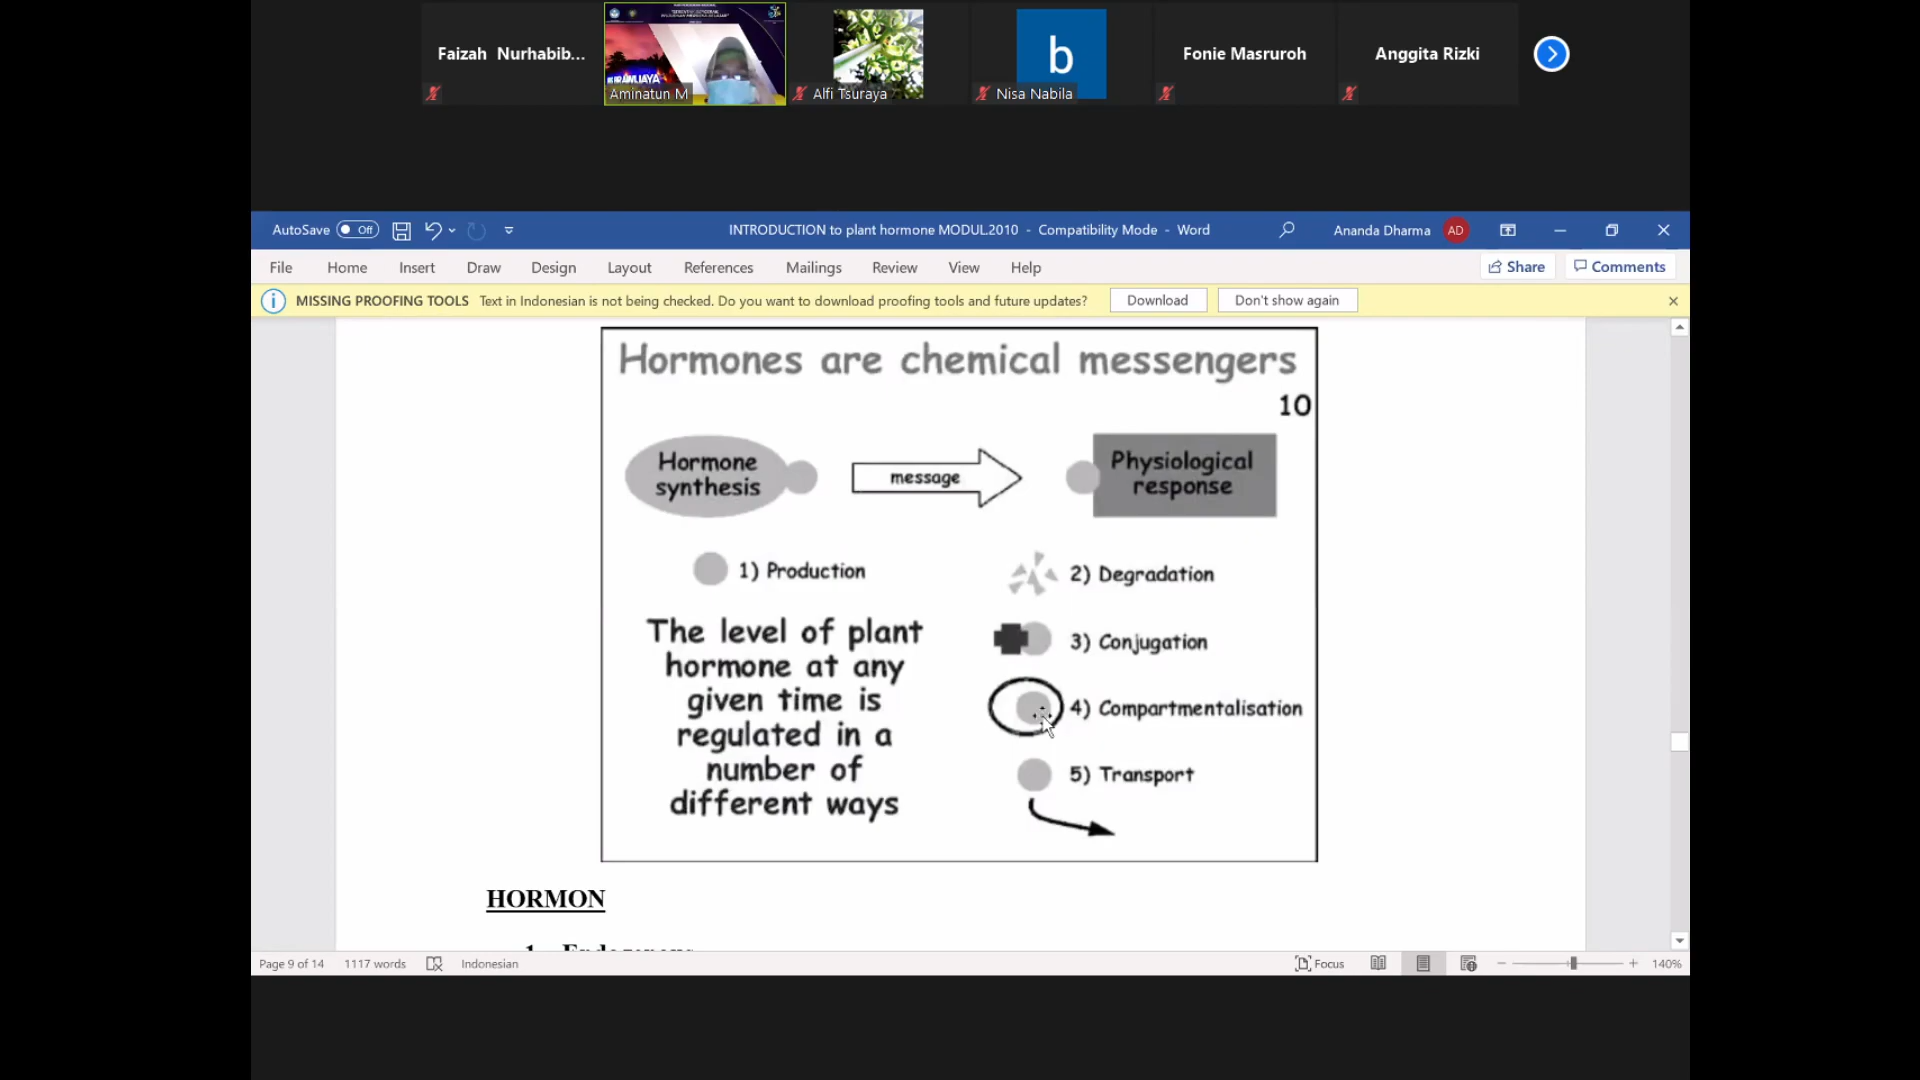 Faizah Nurhabib...
Aminatun M
Alfi Tsuraya
b
Nisa Nabila
Fonie Masruroh
Anggita Rizki
AutoSave Off
INTRODUCTION to plant hormone MODUL.2010 - Compatibility Mode - Word
Ananda Dharma AD
File Home Insert Draw Design Layout References Mailings Review View Help
Share Comments
MISSING PROOFING TOOLS Text in Indonesian is not being checked. Do you want to download proofing tools and future updates? Download Don't show again
Hormones are chemical messengers
10
Hormone
synthesis
message
Physiological
response
1) Production
The level of plant
hormone at any
given time is
regulated in a
number of
different ways
2) Degradation
3) Conjugation
4) Compartmentalisation
5) Transport
HORMON
Page 9 of 14 1117 words Indonesian
Focus 140%